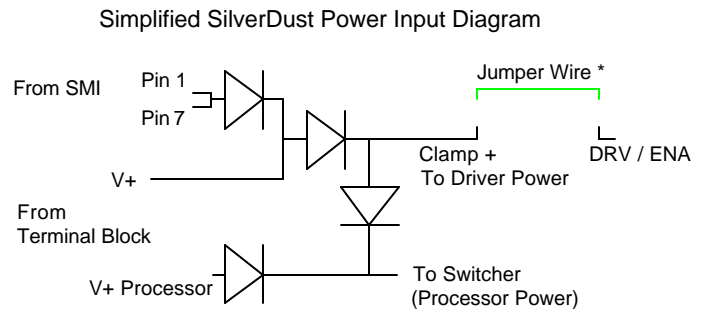 Simplified SilverDust Power Input Diagram
Jumper Wire *
From SMI
Pin 1
Pin 7
Clamp +
To Driver Power
DRV / ENA
V+
From
Terminal Block
V+ Processor
To Switcher
(Processor Power)